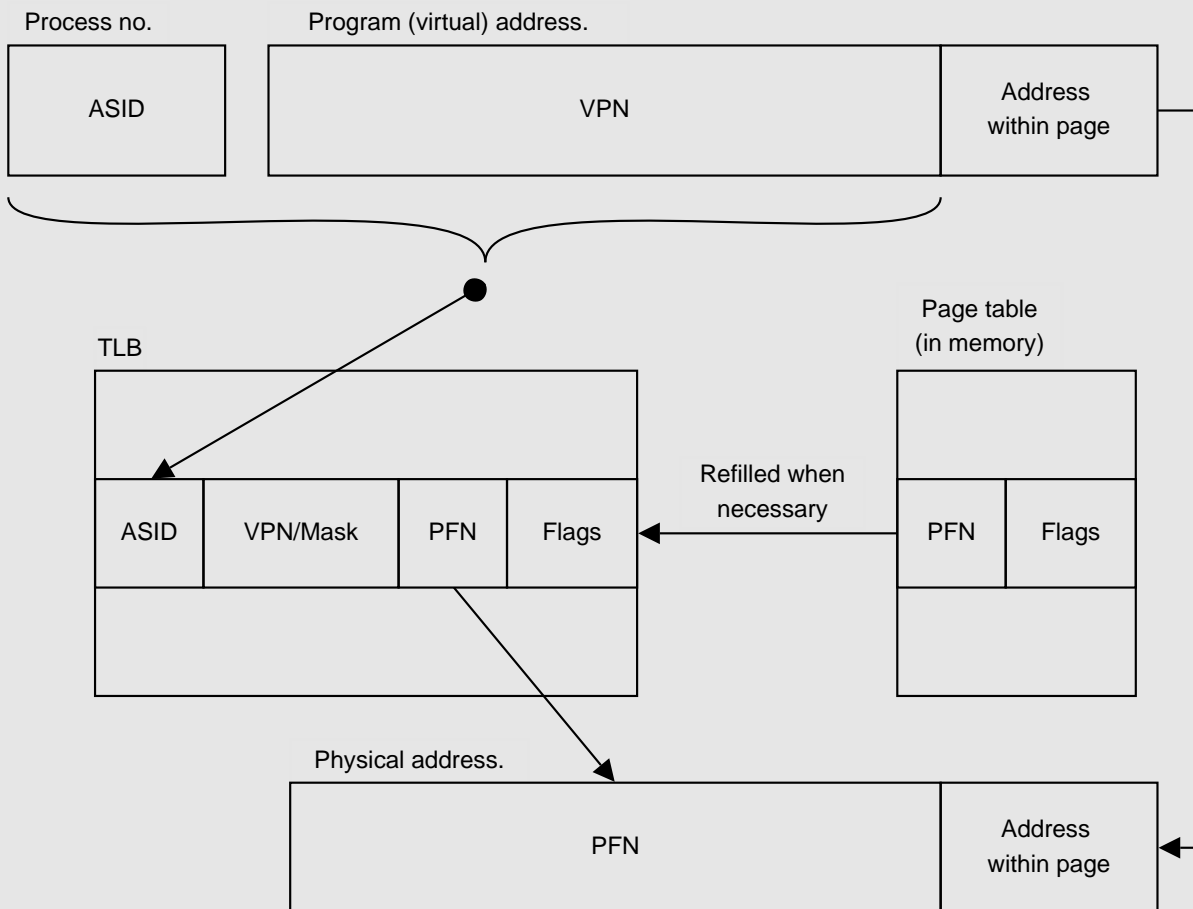 Process no.
Program (virtual) address.
ASID
VPN
Address
within page
Page table
(in memory)
TLB
Refilled when
necessary
ASID
VPN/Mask
PFN
Flags
PFN
Flags
Physical address.
PFN
Address
within page